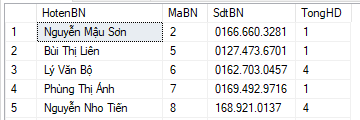 HotenBN MaBN SdtBN TongHD
1 Nguyễn Mậu Sơn 2 0166.660.3281 1
2 Bùi Thị Liên 5 0127.473.6701 1
3 Lý Văn Bộ 6 0162.703.0457 4
4 Phùng Thị Ánh 7 0169.492.9716 1
5 Nguyễn Nho Tiến 8 168.921.0137 4